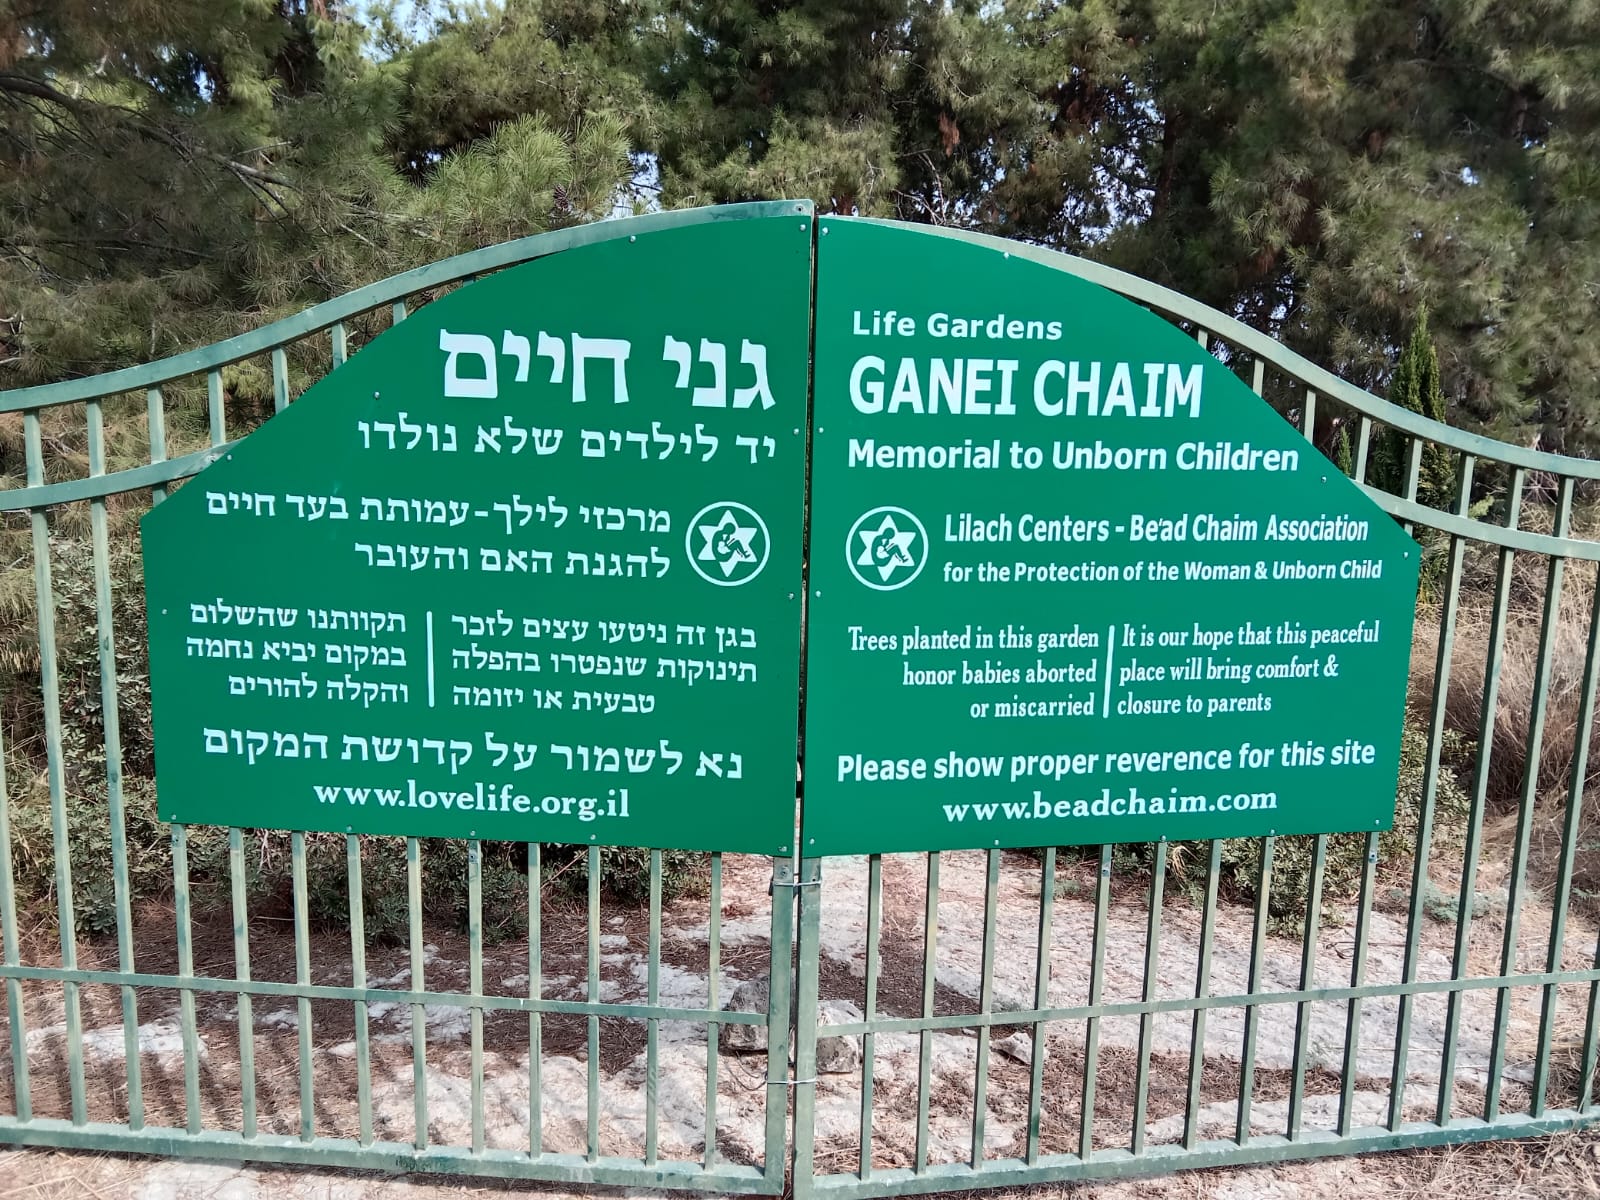 גני חיים
יד לילדים שלא נולדו
מרכזי לילך-עמותת בעד חיים
להגנת האם והעובר
בגן זה ניטעו עצים לזכר
תינוקות שנפטרו בהפלה
טבעית או יזומה
תקוותנו שהשלום
במקום יביא נחמה
והקלה להורים
נא לשמור על קדושת המקום
www.lovelife.org.il
Life Gardens
GANEI CHAIM
Memorial to Unborn Children
Lilach Centers - Be'ad Chaim Association
for the Protection of the Woman & Unborn Child
Trees planted in this garden
honor babies aborted
or miscarried
It is our hope that this peaceful
place will bring comfort &
closure to parents
Please show proper reverence for this site
www.beadchaim.com